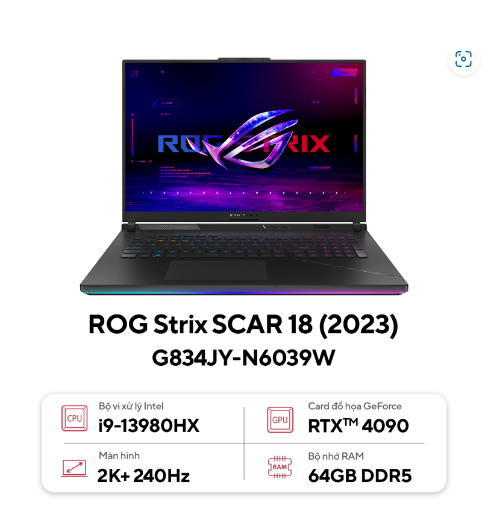 ROG STRIX
ROG Strix SCAR 18 (2023)
G834JY-N6039W
CPU
Bộ vi xử lý Intel
i9-13980HX
GPU
Card đồ họa GeForce
RTX™ 4090
Màn hình
2K+ 240Hz
RAM
Bộ nhớ RAM
64GB DDR5